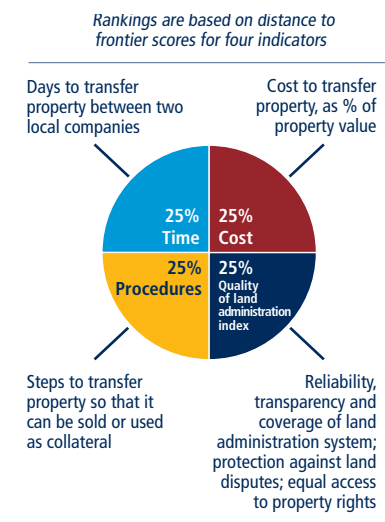 Rankings are based on distance to
frontier scores for four indicators
Days to transfer
property between two
local companies
Cost to transfer
property, as % of
property value
25%
Time
25%
Cost
25%
Procedures
25%
Quality
of land
administration
index
Steps to transfer
property so that it
can be sold or used
as collateral
Reliability,
transparency and
coverage of land
administration system;
protection against land
disputes; equal access
to property rights